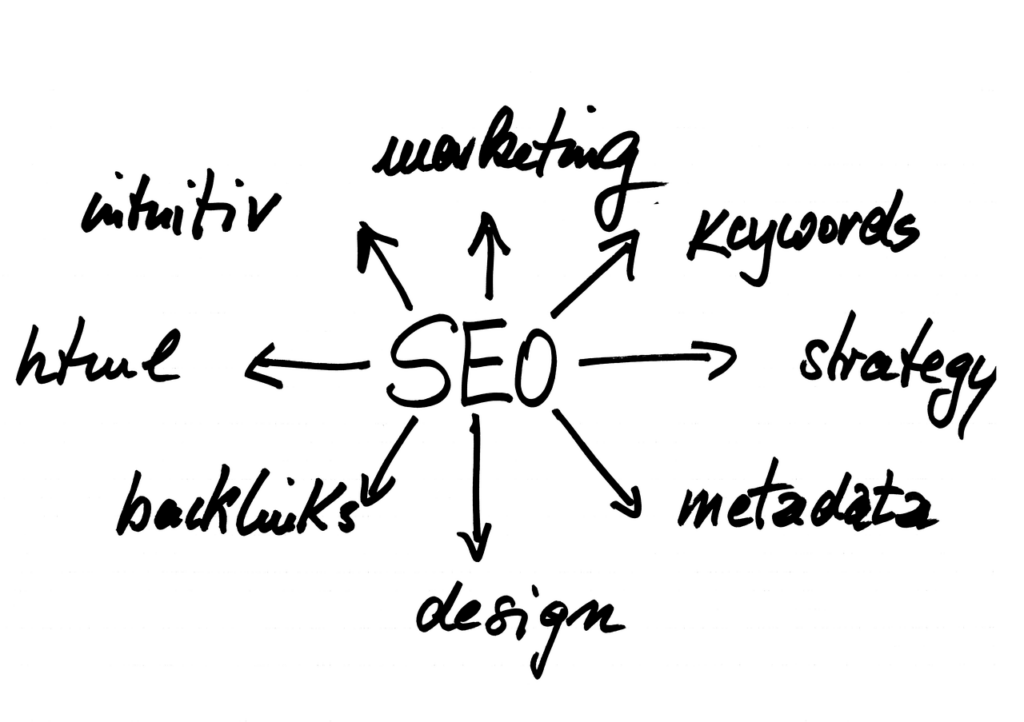 marketing
intuitiv
keywords
html
SEO
strategy
backlinks
metadata
design